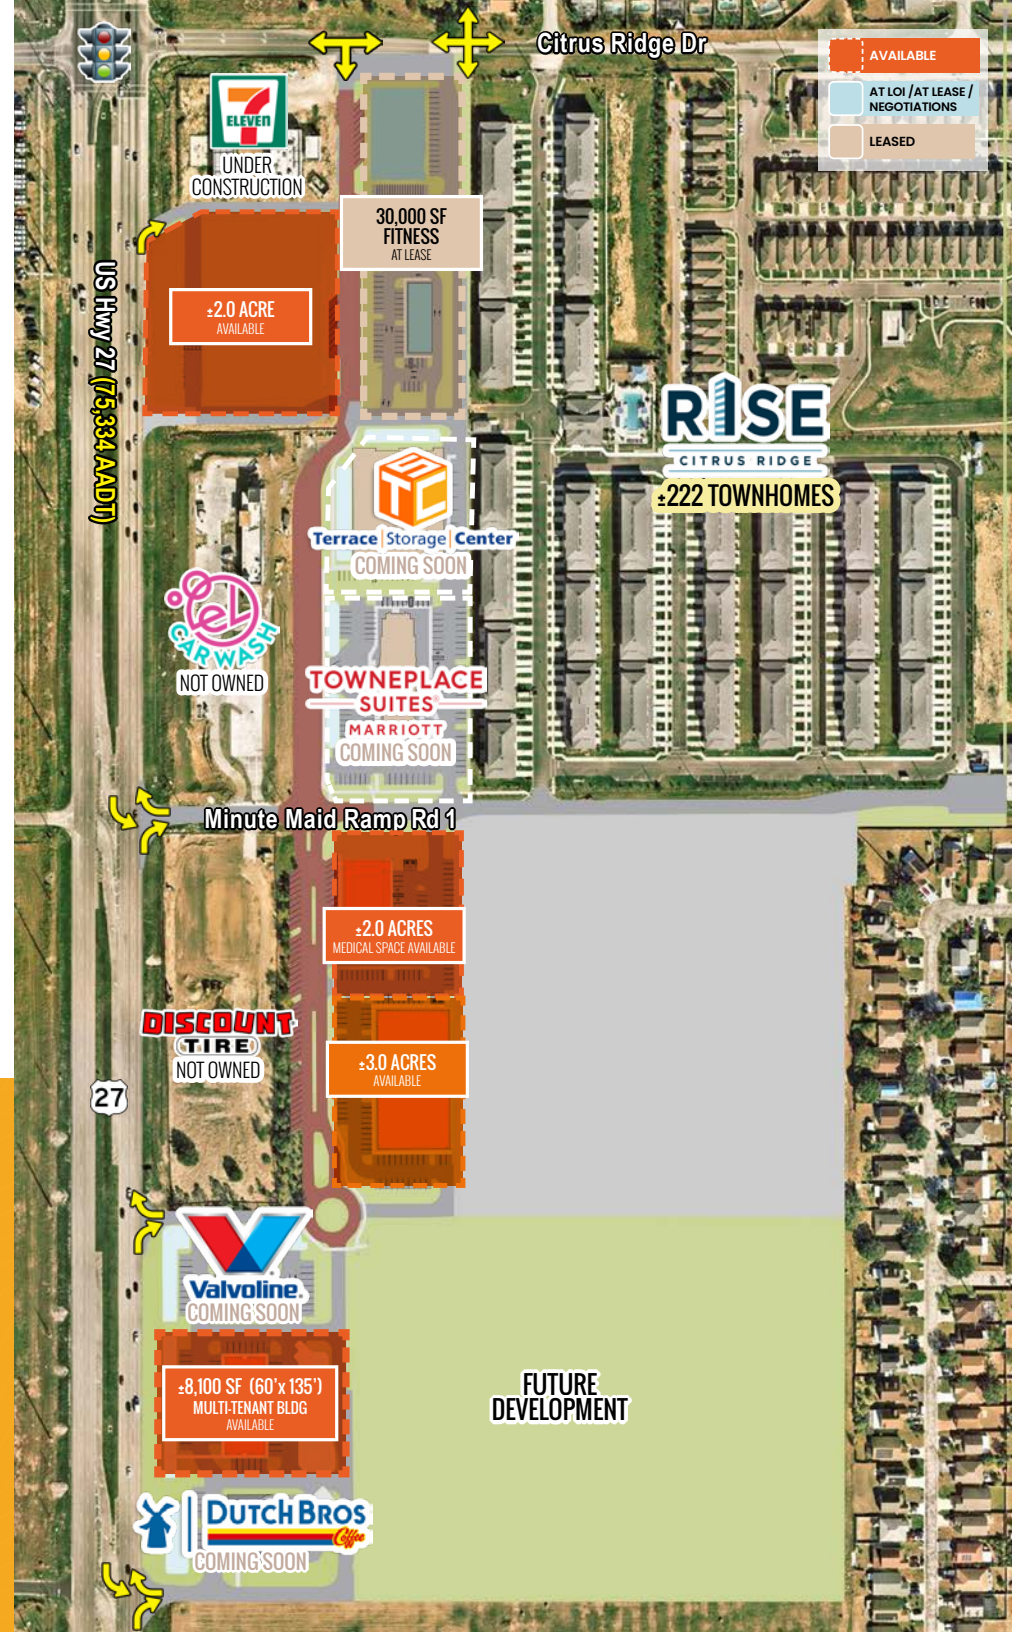 Citrus Ridge Dr
AVAILABLE
AT LOI /AT LEASE /
NEGOTIATIONS
LEASED
7
ELEVEn
UNDER
CONSTRUCTION
30,000 SF
FITNESS
AT LEASE
±2.0 ACRE
AVAILABLE
US Hwy 27 (75,334 AADT)
RISE
CITRUS RIDGE
±222 TOWNHOMES
TSC
Terrace|Storage|Center
COMING SOON
eL
CAR WASH
NOT OWNED
TOWNEPLACE
SUITES®
MARRIOTT
COMING SOON
Minute Maid Ramp Rd 1
±2.0 ACRES
MEDICAL SPACE AVAILABLE
DISCOUNT
TIRE
NOT OWNED
±3.0 ACRES
AVAILABLE
27
Valvoline.
COMING SOON
±8,100 SF (60'x 135')
MULTI-TENANT BLDG
AVAILABLE
FUTURE
DEVELOPMENT
DUTCH BROS
Coffee
COMING SOON